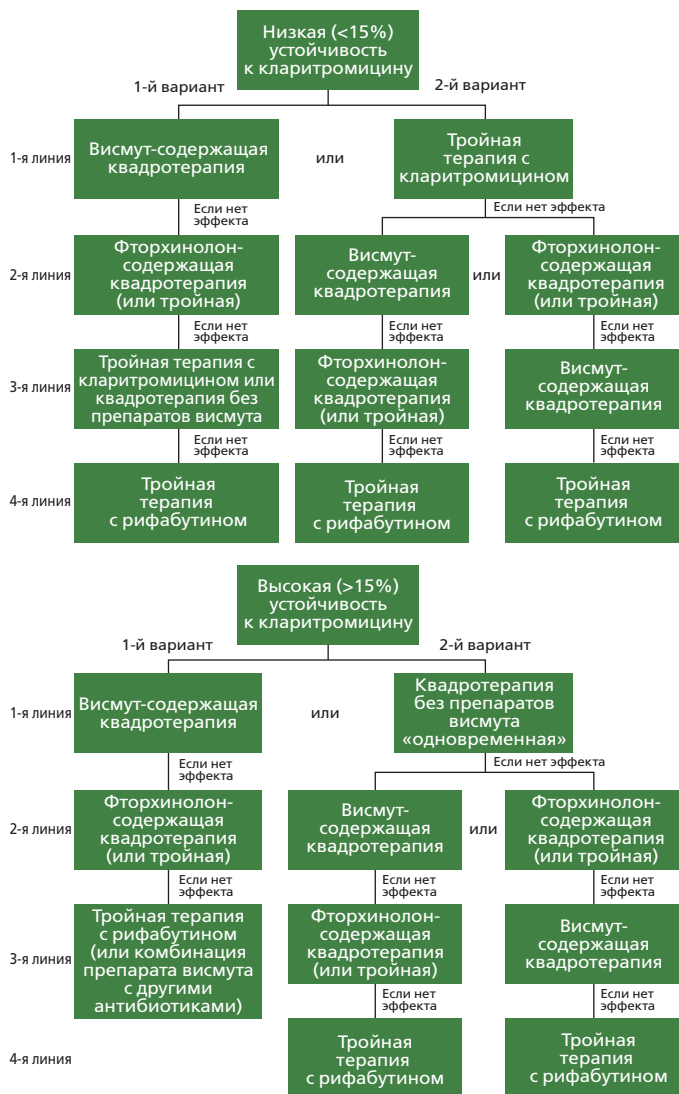 Низкая (<15%)
устойчивость
к кларитромицину
1-й вариант
2-й вариант
1-я линия
Висмут-содержащая
квадротерапия
или
Тройная
терапия с
кларитромицином
Если нет
эффекта
Если нет эффекта
2-я линия
Фторхинолон-
содержащая
квадротерапия
(или тройная)
Висмут-
содержащая
квадротерапия
или
Фторхинолон-
содержащая
квадротерапия
(или тройная)
Если нет
эффекта
Если нет
эффекта
Если нет
эффекта
3-я линия
Тройная терапия с
кларитромицином или
квадротерапия без
препаратов висмута
Фторхинолон-
содержащая
квадротерапия
(или тройная)
Висмут-
содержащая
квадротерапия
Если нет
эффекта
Если нет
эффекта
Если нет
эффекта
4-я линия
Тройная
терапия
с рифабутином
Тройная
терапия
с рифабутином
Тройная
терапия
с рифабутином
Высокая (>15%)
устойчивость
к кларитромицину
1-й вариант
2-й вариант
1-я линия
Висмут-содержащая
квадротерапия
или
Квадротерапия
без препаратов
висмута
«одновременная»
Если нет
эффекта
Если нет эффекта
2-я линия
Фторхинолон-
содержащая
квадротерапия
(или тройная)
Висмут-
содержащая
квадротерапия
или
Фторхинолон-
содержащая
квадротерапия
(или тройная)
Если нет
эффекта
Если нет
эффекта
Если нет
эффекта
3-я линия
Тройная терапия
с рифабутином
(или комбинация
препарата висмута
с другими
антибиотиками)
Фторхинолон-
содержащая
квадротерапия
(или тройная)
Висмут-
содержащая
квадротерапия
Если нет
эффекта
Если нет
эффекта
4-я линия
Тройная
терапия
с рифабутином
Тройная
терапия
с рифабутином